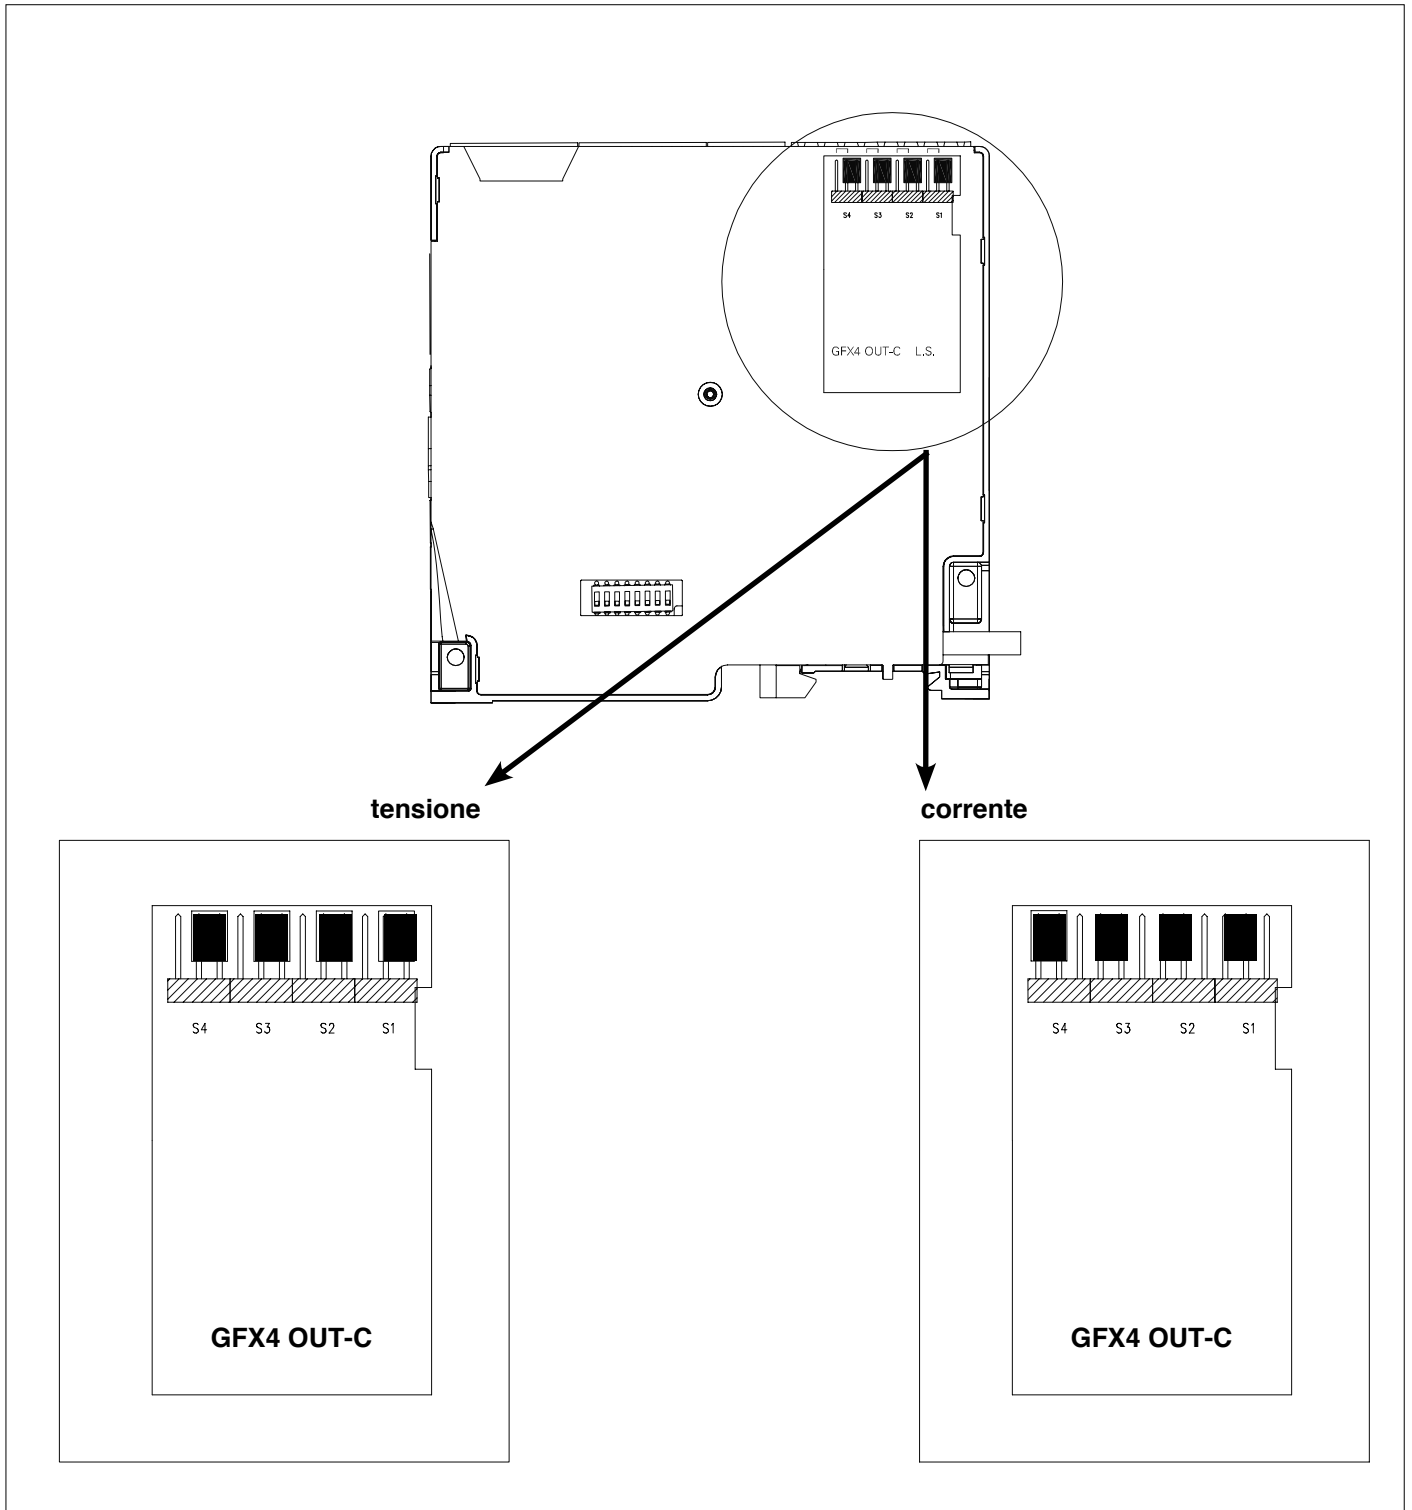 S4 S3 S2 S1
GFX4 OUT-C L.S.
tensione
corrente
S4 S3 S2 S1
GFX4 OUT-C
S4 S3 S2 S1
GFX4 OUT-C